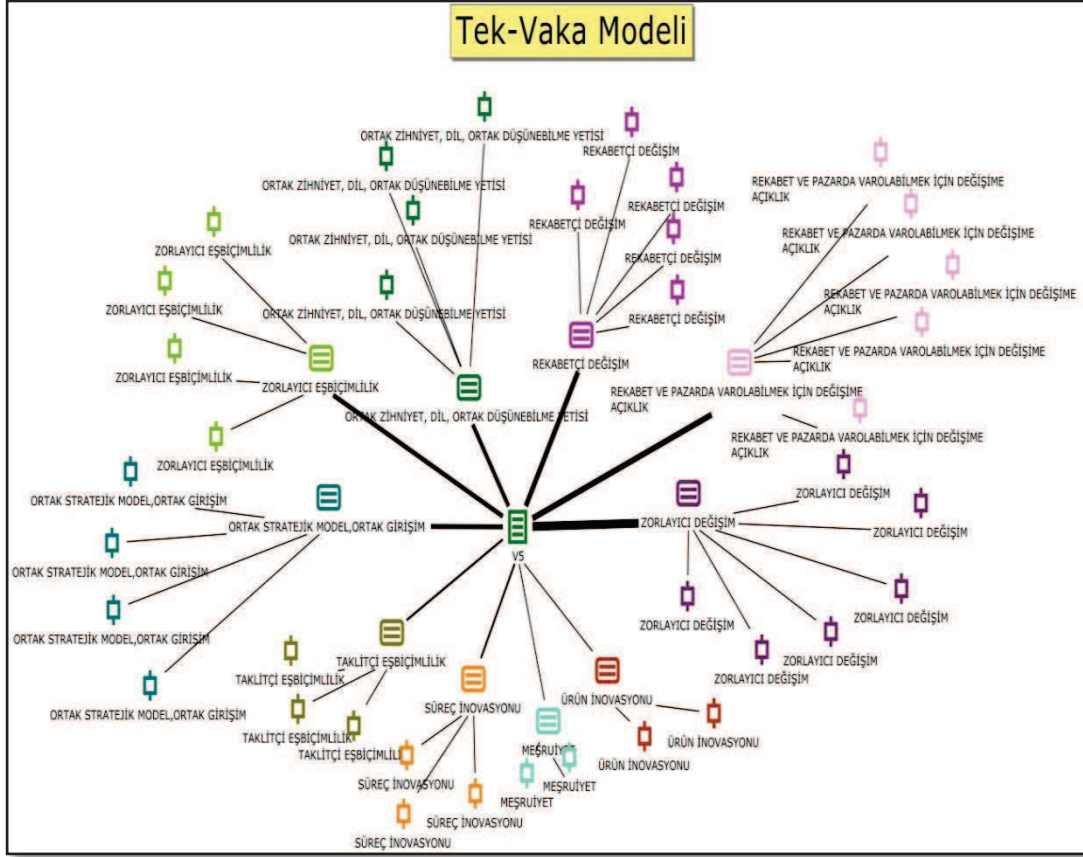 Tek-Vaka Modeli
ORTAK ZİHNİYET, DİL, ORTAK DÜŞÜNEBİLME YETİSİ
REKABETÇİ DEĞİŞİM
ORTAK ZİHNİYET, DİL, ORTAK DÜŞÜNEBİLME YETİSİ
REKABET VE PAZARDA VAROLABİLMEK İÇİN DEĞİŞİME
AÇIKLIK
REKABETÇİ DEĞİŞİM
REKABETÇİ DEĞİŞİM
ORTAK ZİHNİYET, DİL, ORTAK DÜŞÜNEBİLME YETİSİ
REKABET VE PAZARDA VAROLABİLMEK İÇİN DEĞİŞİME
AÇIKLIK
ZORLAYICI EŞBİÇİMLİLİK
REKABETÇİ DEĞİŞİM
ZORLAYICI EŞBİÇİMLİLİK
REKABET VE PAZARDA VAROLABİLMEK İÇİN DEĞİŞİME
AÇIKLIK
ORTAK ZİHNİYET, DİL, ORTAK DÜŞÜNEBİLME YETİSİ
REKABETÇİ DEĞİŞİM
REKABET VE PAZARDA VAROLABİLMEK İÇİN DEĞİŞİME
AÇIKLIK
REKABETÇİ DEĞİŞİM
ZORLAYICI EŞBİÇİMLİLİK
ZORLAYICI EŞBİÇİMLİLİK
REKABET VE PAZARDA VAROLABİLMEK İÇİN DEĞİŞİME
AÇIKLIK
ORTAK ZİHNİYET, DİL, ORTAK DÜŞÜNEBİLME YETİSİ
REKABET VE PAZARDA VAROLABİLMEK İÇİN DEĞİŞİME
AÇIKLIK
ZORLAYICI EŞBİÇİMLİLİK
ORTAK STRATEJİK MODEL,ORTAK GİRİŞİM
ZORLAYICI DEĞİŞİM
ORTAK STRATEJİK MODEL,ORTAK GİRİŞİM
ZORLAYICI DEĞİŞİM
ZORLAYICI DEĞİŞİM
V5
ORTAK STRATEJİK MODEL,ORTAK GİRİŞİM
ZORLAYICI DEĞİŞİM
ZORLAYICI DEĞİŞİM
ORTAK STRATEJİK MODEL,ORTAK GİRİŞİM
TAKLİTÇİ EŞBİÇİMLİLİK
ZORLAYICI DEĞİŞİM
TAKLİTÇİ EŞBİÇİMLİLİK
ZORLAYICI DEĞİŞİM
ORTAK STRATEJİK MODEL,ORTAK GİRİŞİM
SÜREÇ İNOVASYONU
ÜRÜN İNOVASYONU
TAKLİTÇİ EŞBİÇİMLİLİK
ÜRÜN İNOVASYONU
TAKLİTÇİ EŞBİÇİMLİLİ
MEŞRUİYET
ÜRÜN İNOVASYONU
SÜREÇ İNOVASYONU
MEŞRUİYET
MEŞRUİYET
SÜREÇ İNOVASYONU
SÜREÇ İNOVASYONU